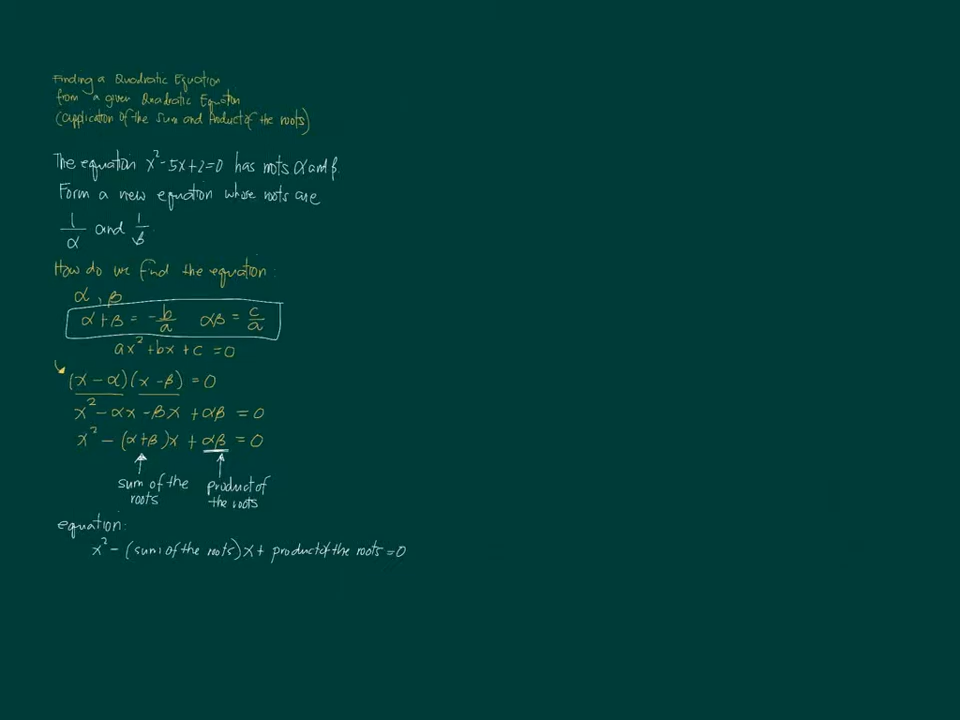 Finding a Quadratic Equation
from a given Quadratic Equation
(application of the sum and Product of the roots)
The equation x² - 5x + 2 = 0 has roots α and β.
Form a new equation whose roots are
1/α and 1/β.
How do we find the equation:
α, β
α + β = -b/a   αβ = c/a
ax² + bx + c = 0
(x - α)(x - β) = 0
x² - αx - βx + αβ = 0
x² - (α + β)x + αβ = 0
sum of the roots
product of the roots
equation:
x² - (sum of the roots)x + product of the roots = 0